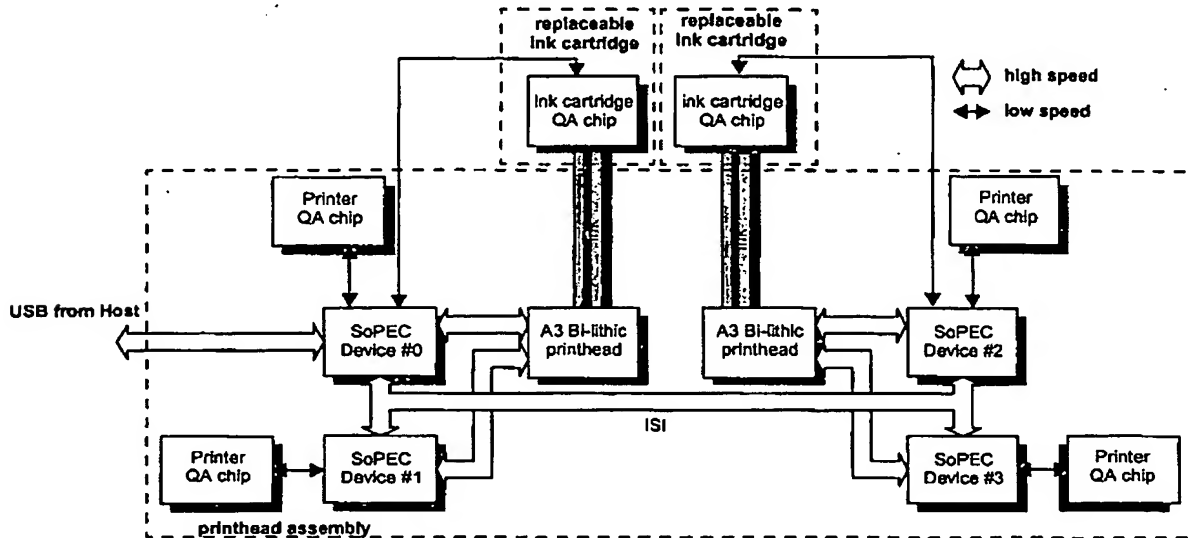 replaceable
ink cartridge
replaceable
ink cartridge
Ink cartridge
QA chip
ink cartridge
QA chip
high speed
low speed
Printer
QA chip
Printer
QA chip
USB from Host
SoPEC
Device #0
A3 Bi-lithic
printhead
A3 Bi-lithic
printhead
SoPEC
Device #2
ISI
Printer
QA chip
SoPEC
Device #1
SoPEC
Device #3
Printer
QA chip
printhead assembly